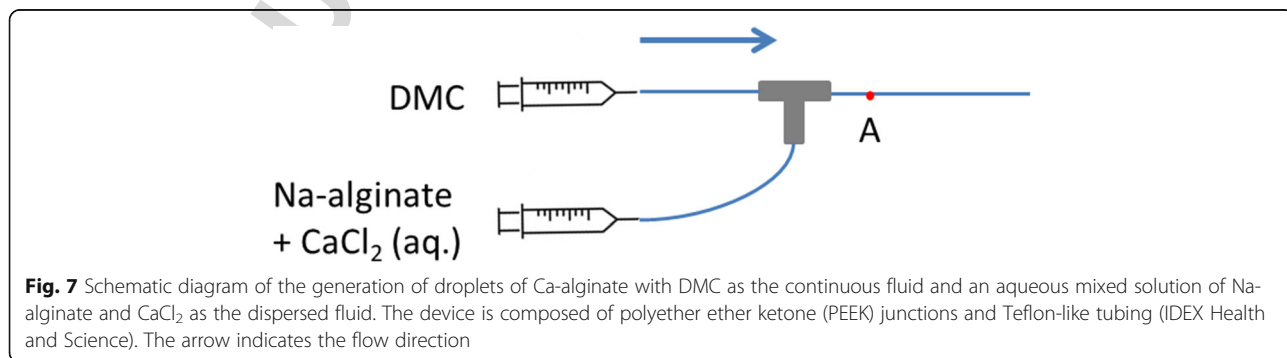 DMC
A
Na-alginate
+ CaCl₂ (aq.)
Fig. 7 Schematic diagram of the generation of droplets of Ca-alginate with DMC as the continuous fluid and an aqueous mixed solution of Na-
alginate and CaCl₂ as the dispersed fluid. The device is composed of polyether ether ketone (PEEK) junctions and Teflon-like tubing (IDEX Health
and Science). The arrow indicates the flow direction